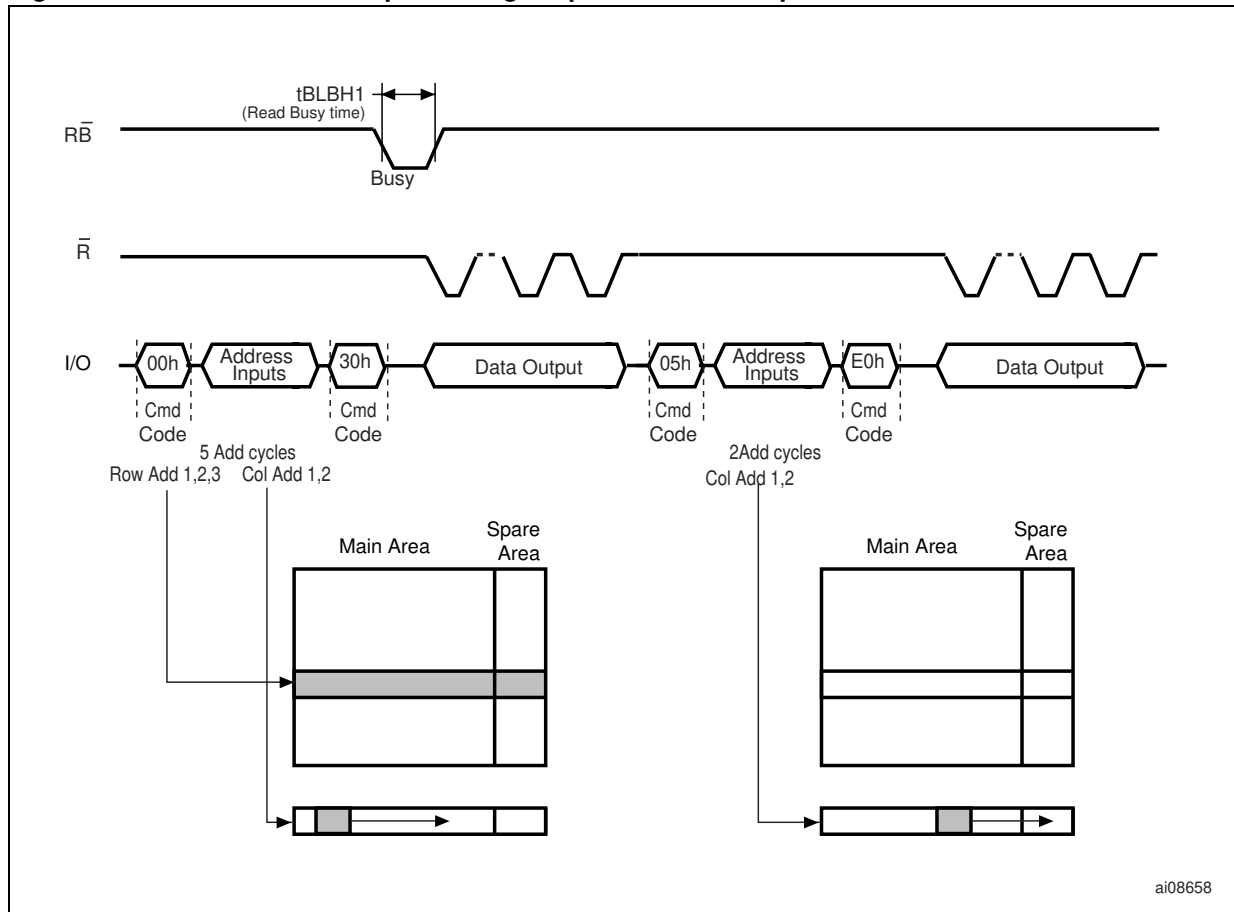 tBLBH1
(Read Busy time)
RB̅
Busy
R̅
I/O
00h
Address
Inputs
30h
Data Output
05h
Address
Inputs
E0h
Data Output
Cmd
Code
Cmd
Code
Cmd
Code
Cmd
Code
5 Add cycles
Row Add 1,2,3
Col Add 1,2
2Add cycles
Col Add 1,2
Main Area
Spare
Area
Main Area
Spare
Area
ai08658